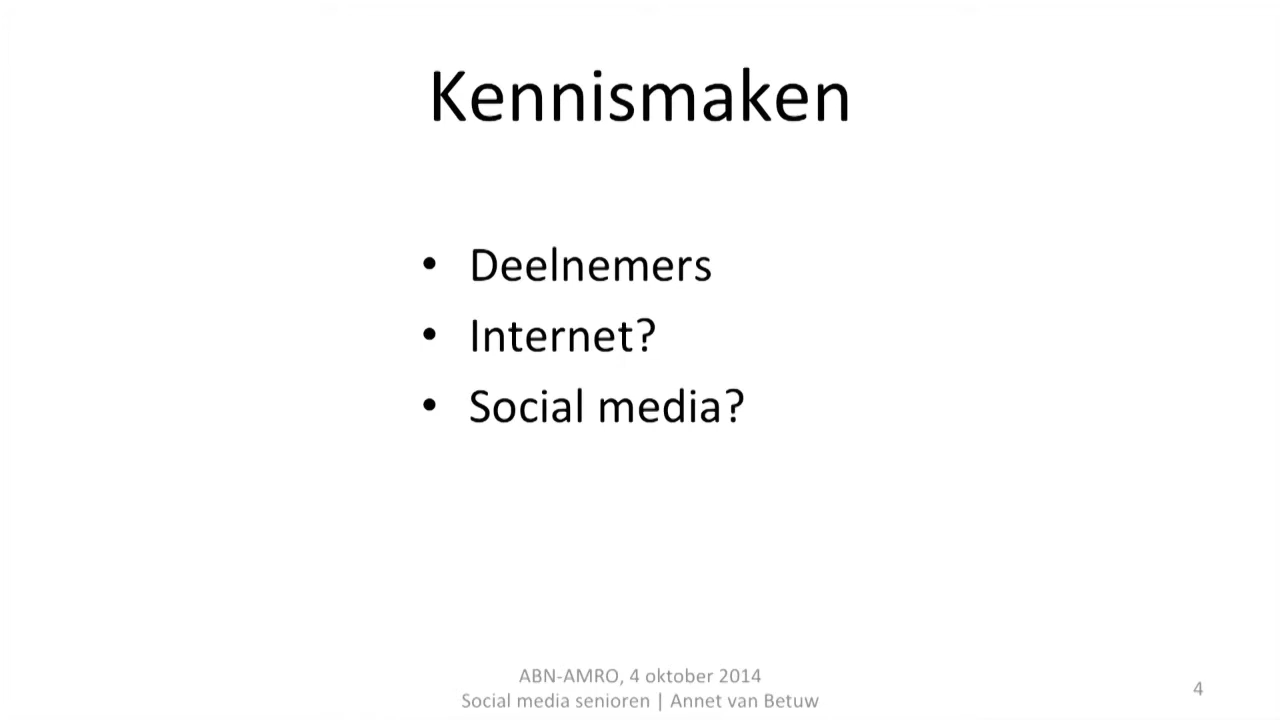 Kennismaken
• Deelnemers
• Internet?
• Social media?
ABN-AMRO, 4 oktober 2014
Social media senioren | Annet van Betuw
4